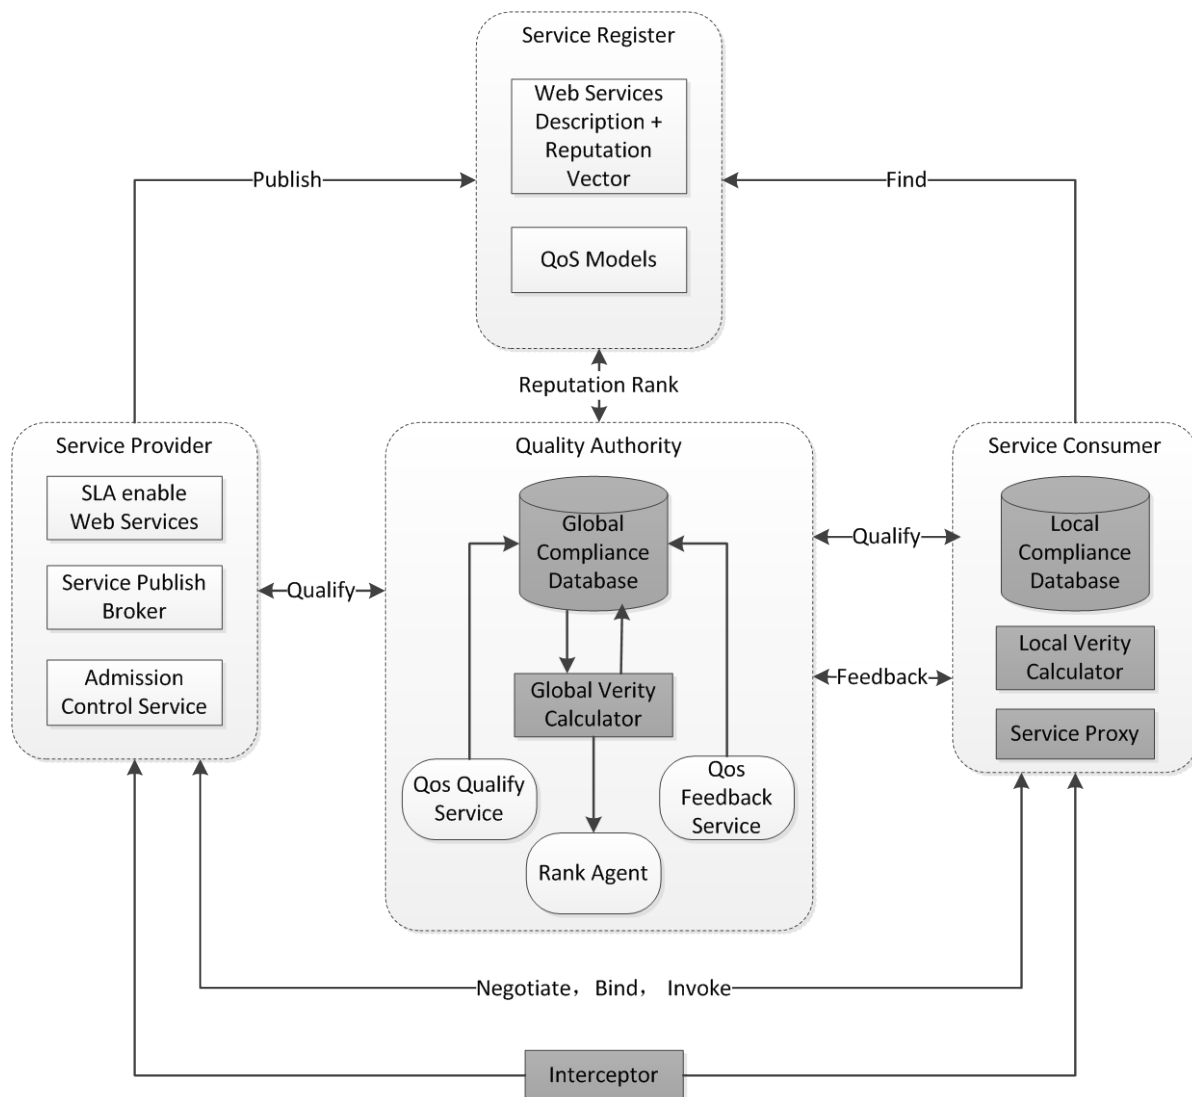 Service Register
Web Services
Description +
Reputation
Vector
Publish
Find
QoS Models
Reputation Rank
Service Provider
SLA enable
Web Services
Service Publish
Broker
Admission
Control Service
Qualify
Quality Authority
Global
Compliance
Database
Global Verity
Calculator
Qos Qualify
Service
Qos
Feedback
Service
Rank Agent
Qualify
Feedback
Service Consumer
Local
Compliance
Database
Local Verity
Calculator
Service Proxy
Negotiate，Bind， Invoke
Interceptor